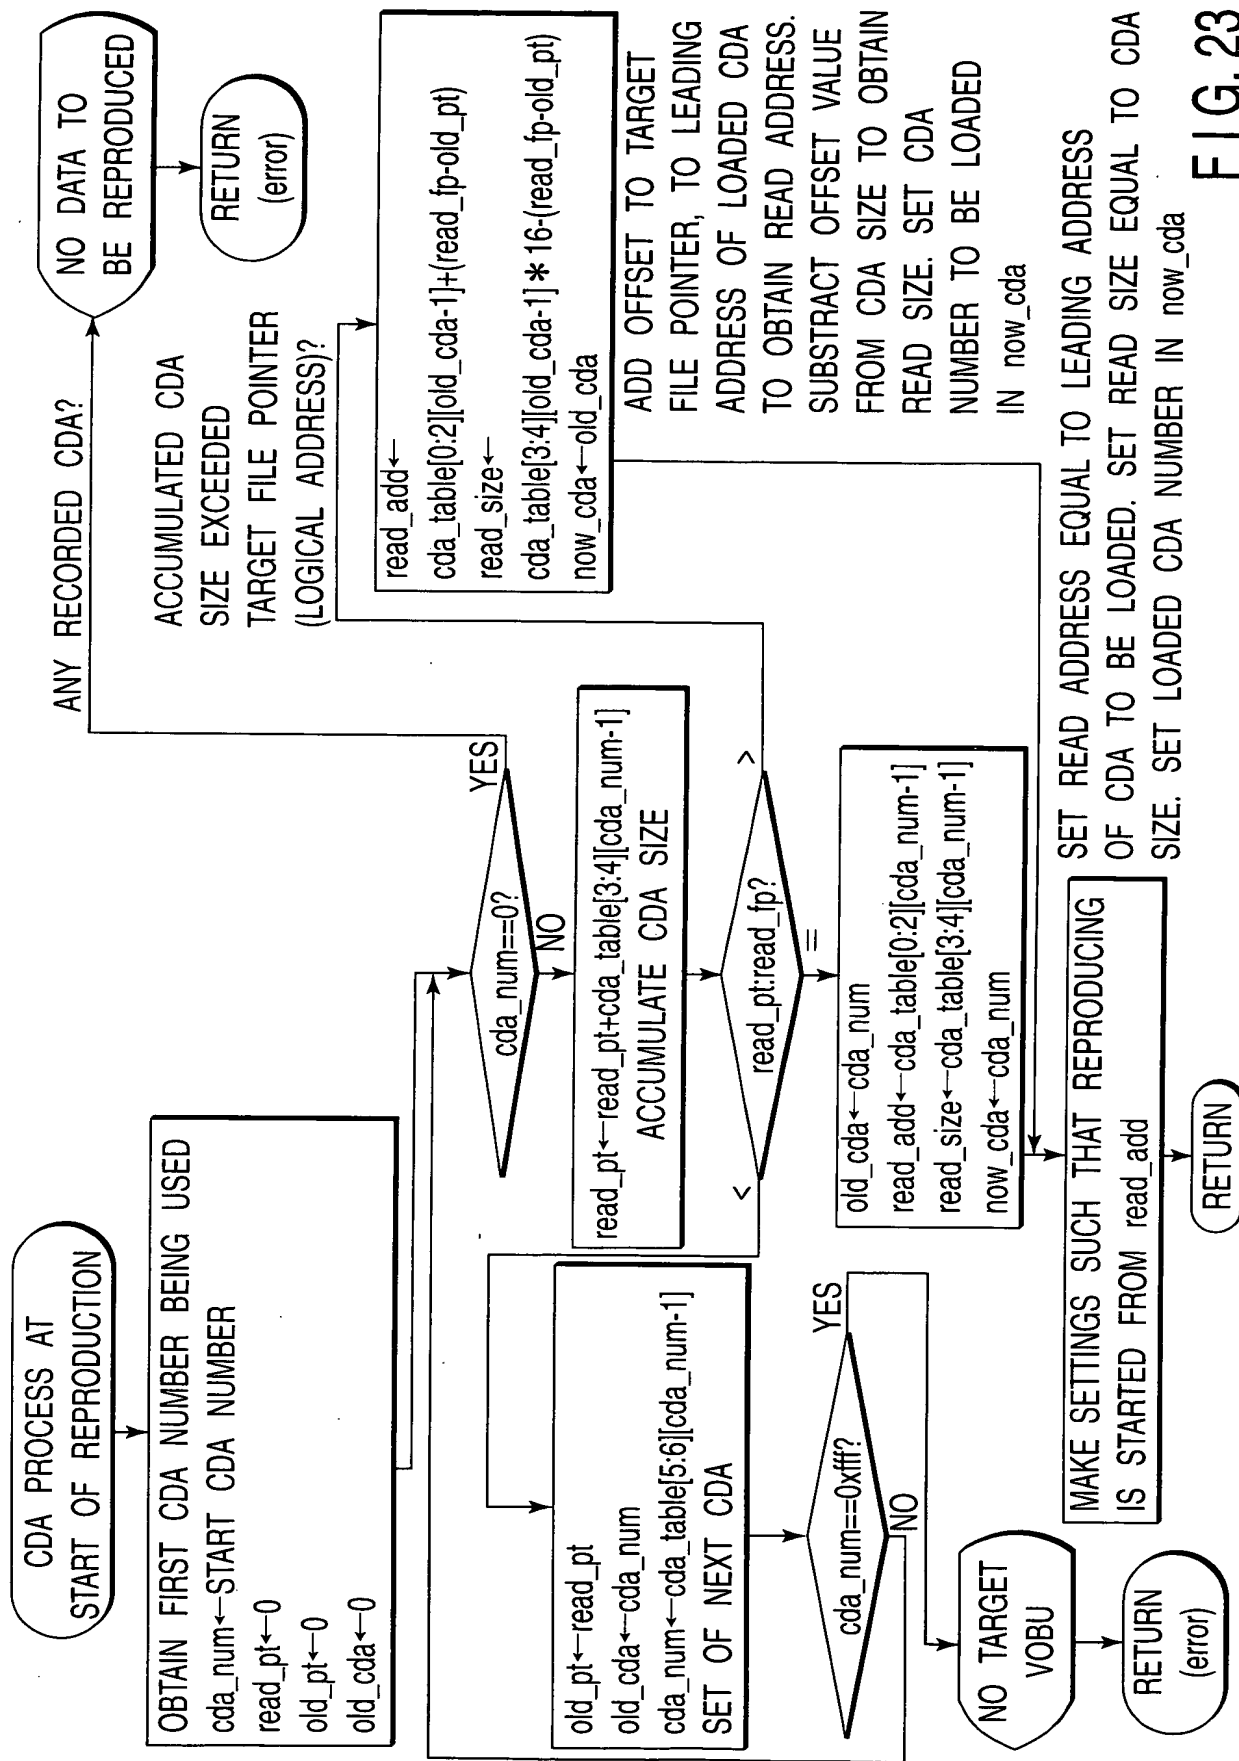 CDA PROCESS AT
START OF REPRODUCTION
OBTAIN FIRST CDA NUMBER BEING USED
cda_num←START CDA NUMBER
read_pt←0
old_pt←0
old_cda←0
cda_num==0?
YES
NO
ANY RECORDED CDA?
NO DATA TO
BE REPRODUCED
RETURN
(error)
read_pt←read_pt+cda_table[3:4][cda_num-1]
ACCUMULATE CDA SIZE
read_pt:read_fp?
<
=
>
ACCUMULATED CDA
SIZE EXCEEDED
TARGET FILE POINTER
(LOGICAL ADDRESS)?
read_add←
cda_table[0:2][old_cda-1]+(read_fp-old_pt)
read_size←
cda_table[3:4][old_cda-1]*16-(read_fp-old_pt)
now_cda←old_cda
ADD OFFSET TO TARGET
FILE POINTER, TO LEADING
ADDRESS OF LOADED CDA
TO OBTAIN READ ADDRESS.
SUBSTRACT OFFSET VALUE
FROM CDA SIZE TO OBTAIN
READ SIZE. SET CDA
NUMBER TO BE LOADED
IN now_cda
old_pt←read_pt
old_cda←cda_num
cda_num←cda_table[5:6][cda_num-1]
SET OF NEXT CDA
cda_num==0xfff?
YES
NO
NO TARGET
VOBU
RETURN
(error)
old_cda←cda_num
read_add←cda_table[0:2][cda_num-1]
read_size←cda_table[3:4][cda_num-1]
now_cda←cda_num
SET READ ADDRESS EQUAL TO LEADING ADDRESS
OF CDA TO BE LOADED. SET READ SIZE EQUAL TO CDA
SIZE. SET LOADED CDA NUMBER IN now_cda
MAKE SETTINGS SUCH THAT REPRODUCING
IS STARTED FROM read_add
RETURN
FIG. 23